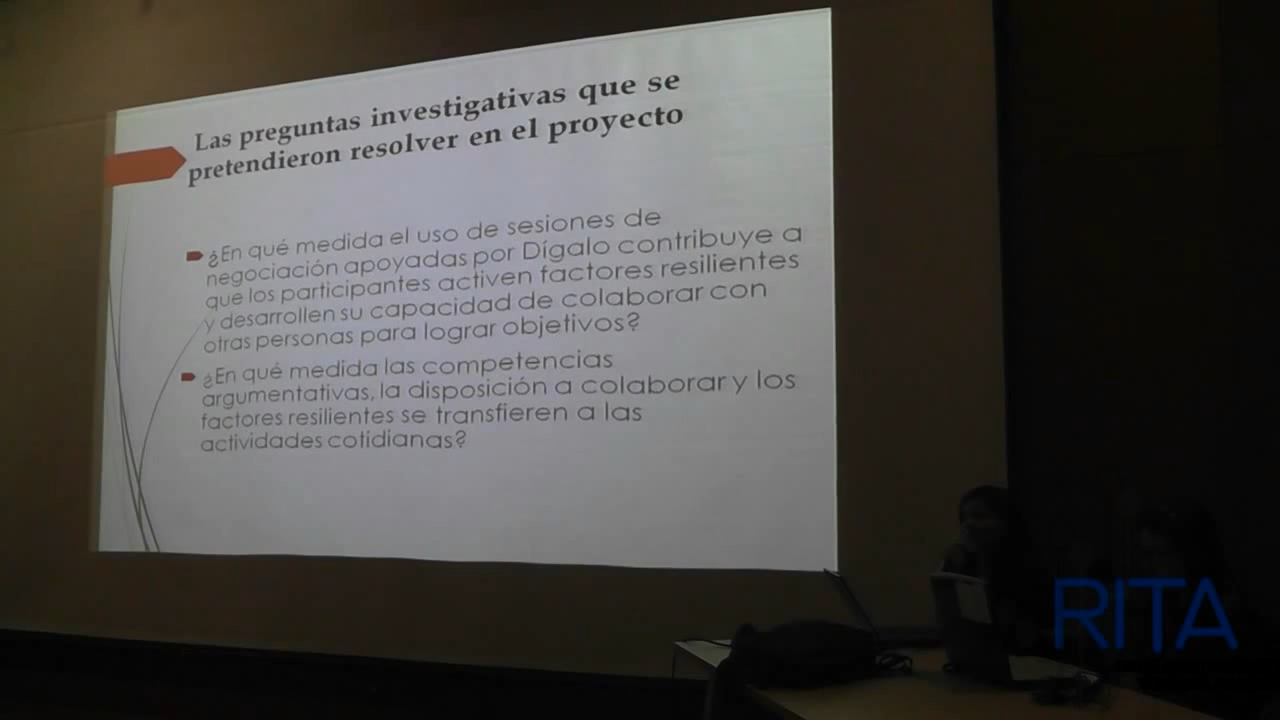 Las preguntas investigativas que se
pretendieron resolver en el proyecto
¿En qué medida el uso de sesiones de
negociación apoyadas por Dígalo contribuye a
que los participantes activen factores resilientes
y desarrollen su capacidad de colaborar con
otras personas para lograr objetivos?
¿En qué medida las competencias
argumentativas, la disposición a colaborar y los
factores resilientes se transfieren a las
actividades cotidianas?
RITA